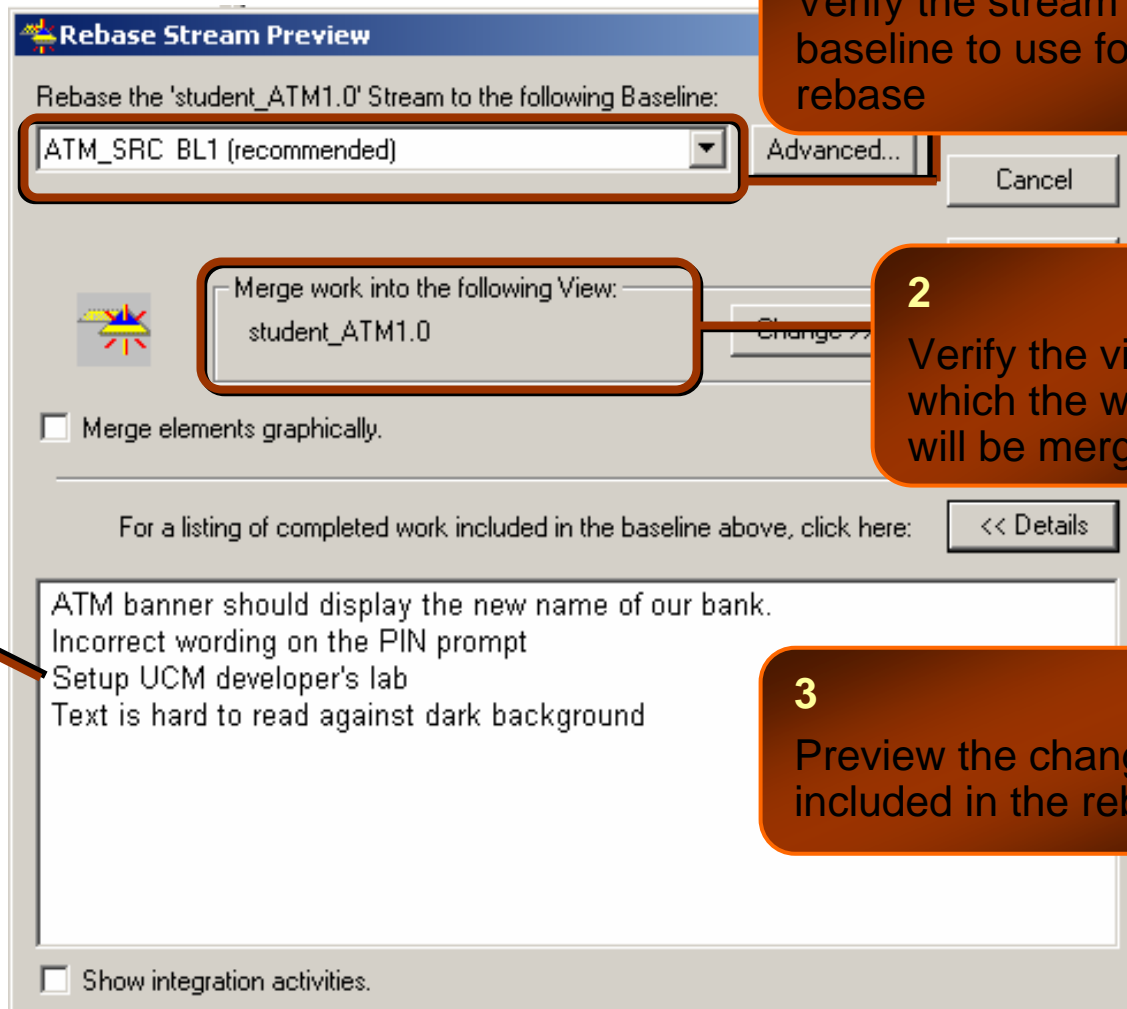 Rebase Stream Preview
Verify the stream
baseline to use fo
rebase
Rebase the 'student_ATM1.0' Stream to the following Baseline:
ATM_SRC BL1 (recommended)
Advanced...
Cancel
Merge work into the following View:
student_ATM1.0
Change >>
2
Verify the vi
which the w
will be merg
Merge elements graphically.
For a listing of completed work included in the baseline above, click here:
<< Details
ATM banner should display the new name of our bank.
Incorrect wording on the PIN prompt
Setup UCM developer's lab
Text is hard to read against dark background
3
Preview the chang
included in the reb
Show integration activities.